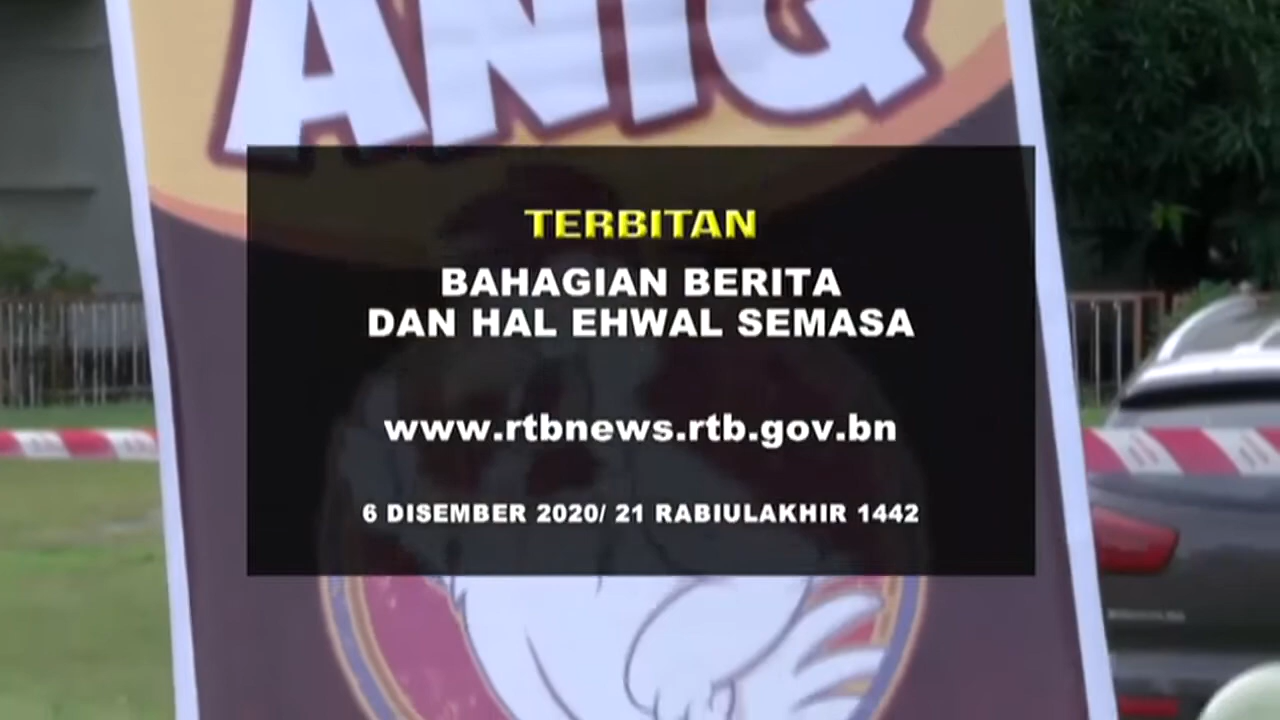 ANIQ
TERBITAN
BAHAGIAN BERITA
DAN HAL EHWAL SEMASA
www.rtbnews.rtb.gov.bn
6 DISEMBER 2020/ 21 RABIULAKHIR 1442